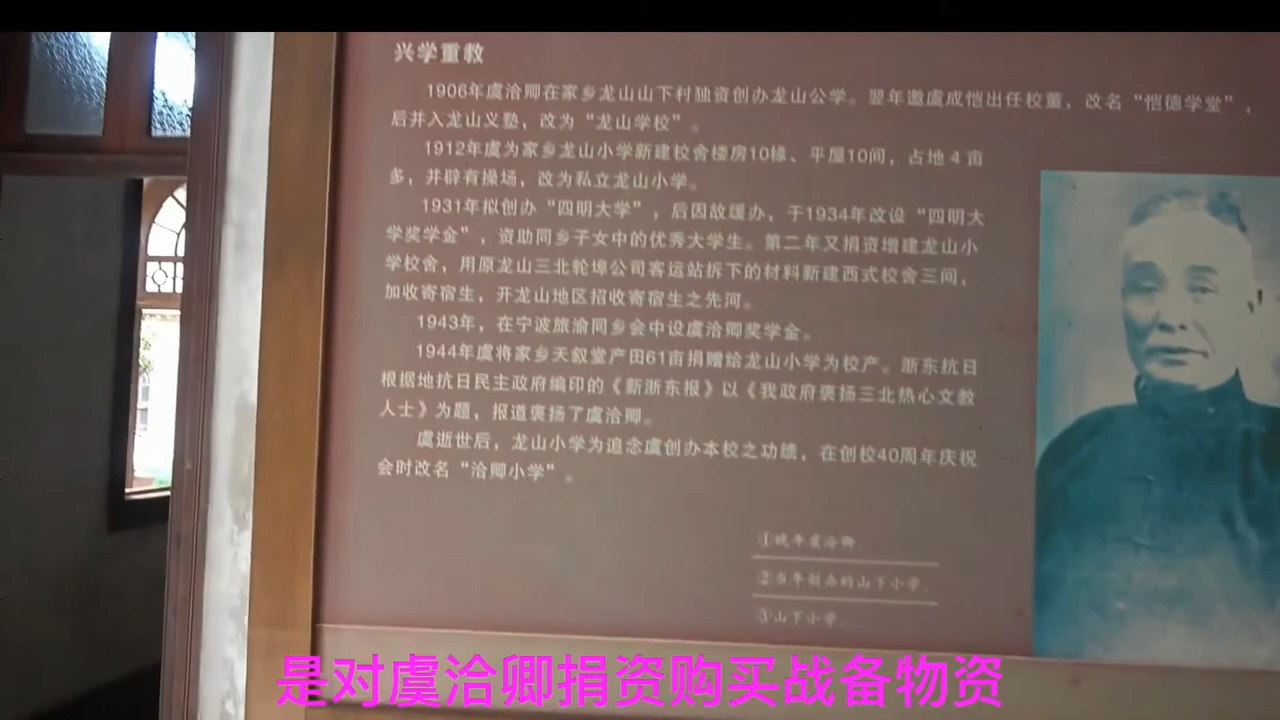 兴学重教
1906年虞洽卿在家乡龙山山下村独资创办龙山公学。翌年邀虞成恺出任校董，改名“恺德学堂”，
后并入龙山义塾，改为“龙山学校”。
1912年虞为家乡龙山小学新建校舍楼房10椽、平屋10间，占地4亩
多，并辟有操场，改为私立龙山小学。
1931年拟创办“四明大学”，后因故缓办，于1934年改设“四明大
学奖学金”，资助同乡子女中的优秀大学生。第二年又捐资增建龙山小
学校舍，用原龙山三北轮埠公司客运站拆下的材料新建西式校舍三间，
加收寄宿生，开龙山地区招收寄宿生之先河。
1943年，在宁波旅渝同乡会中设虞洽卿奖学金。
1944年虞将家乡天叙堂产田61亩捐赠给龙山小学为校产。浙东抗日
根据地抗日民主政府编印的《新浙东报》以《我政府褒扬三北热心文教
人士》为题，报道褒扬了虞洽卿。
虞逝世后，龙山小学为追念虞创办本校之功绩，在创校40周年庆祝
会时改名“洽卿小学”。
①晚年虞洽卿
②当年创办的山下小学.
③山下小学.
是对虞洽卿捐资购买战备物资